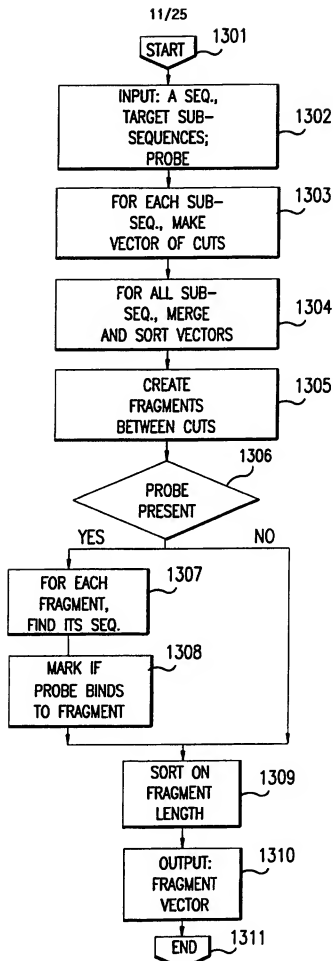 11/25
START
1301
INPUT: A SEQ.,
TARGET SUB-
SEQUENCES;
PROBE
1302
FOR EACH SUB-
SEQ., MAKE
VECTOR OF CUTS
1303
FOR ALL SUB-
SEQ., MERGE
AND SORT VECTORS
1304
CREATE
FRAGMENTS
BETWEEN CUTS
1305
PROBE
PRESENT
1306
YES
NO
FOR EACH
FRAGMENT,
FIND ITS SEQ.
1307
MARK IF
PROBE BINDS
TO FRAGMENT
1308
SORT ON
FRAGMENT
LENGTH
1309
OUTPUT:
FRAGMENT
VECTOR
1310
END
1311